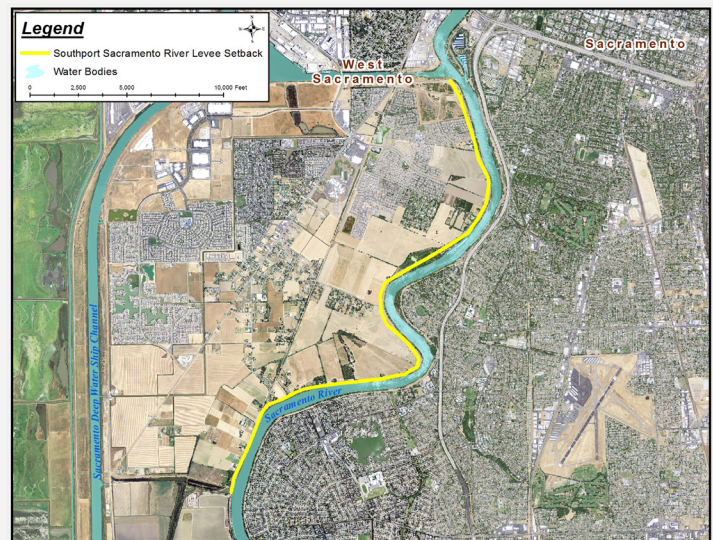 Legend
Southport Sacramento River Levee Setback
Water Bodies
0 2,500 5,000 10,000 Feet
N
West
Sacramento
Sacramento
Sacramento Deep Water Ship Channel
Sacramento River